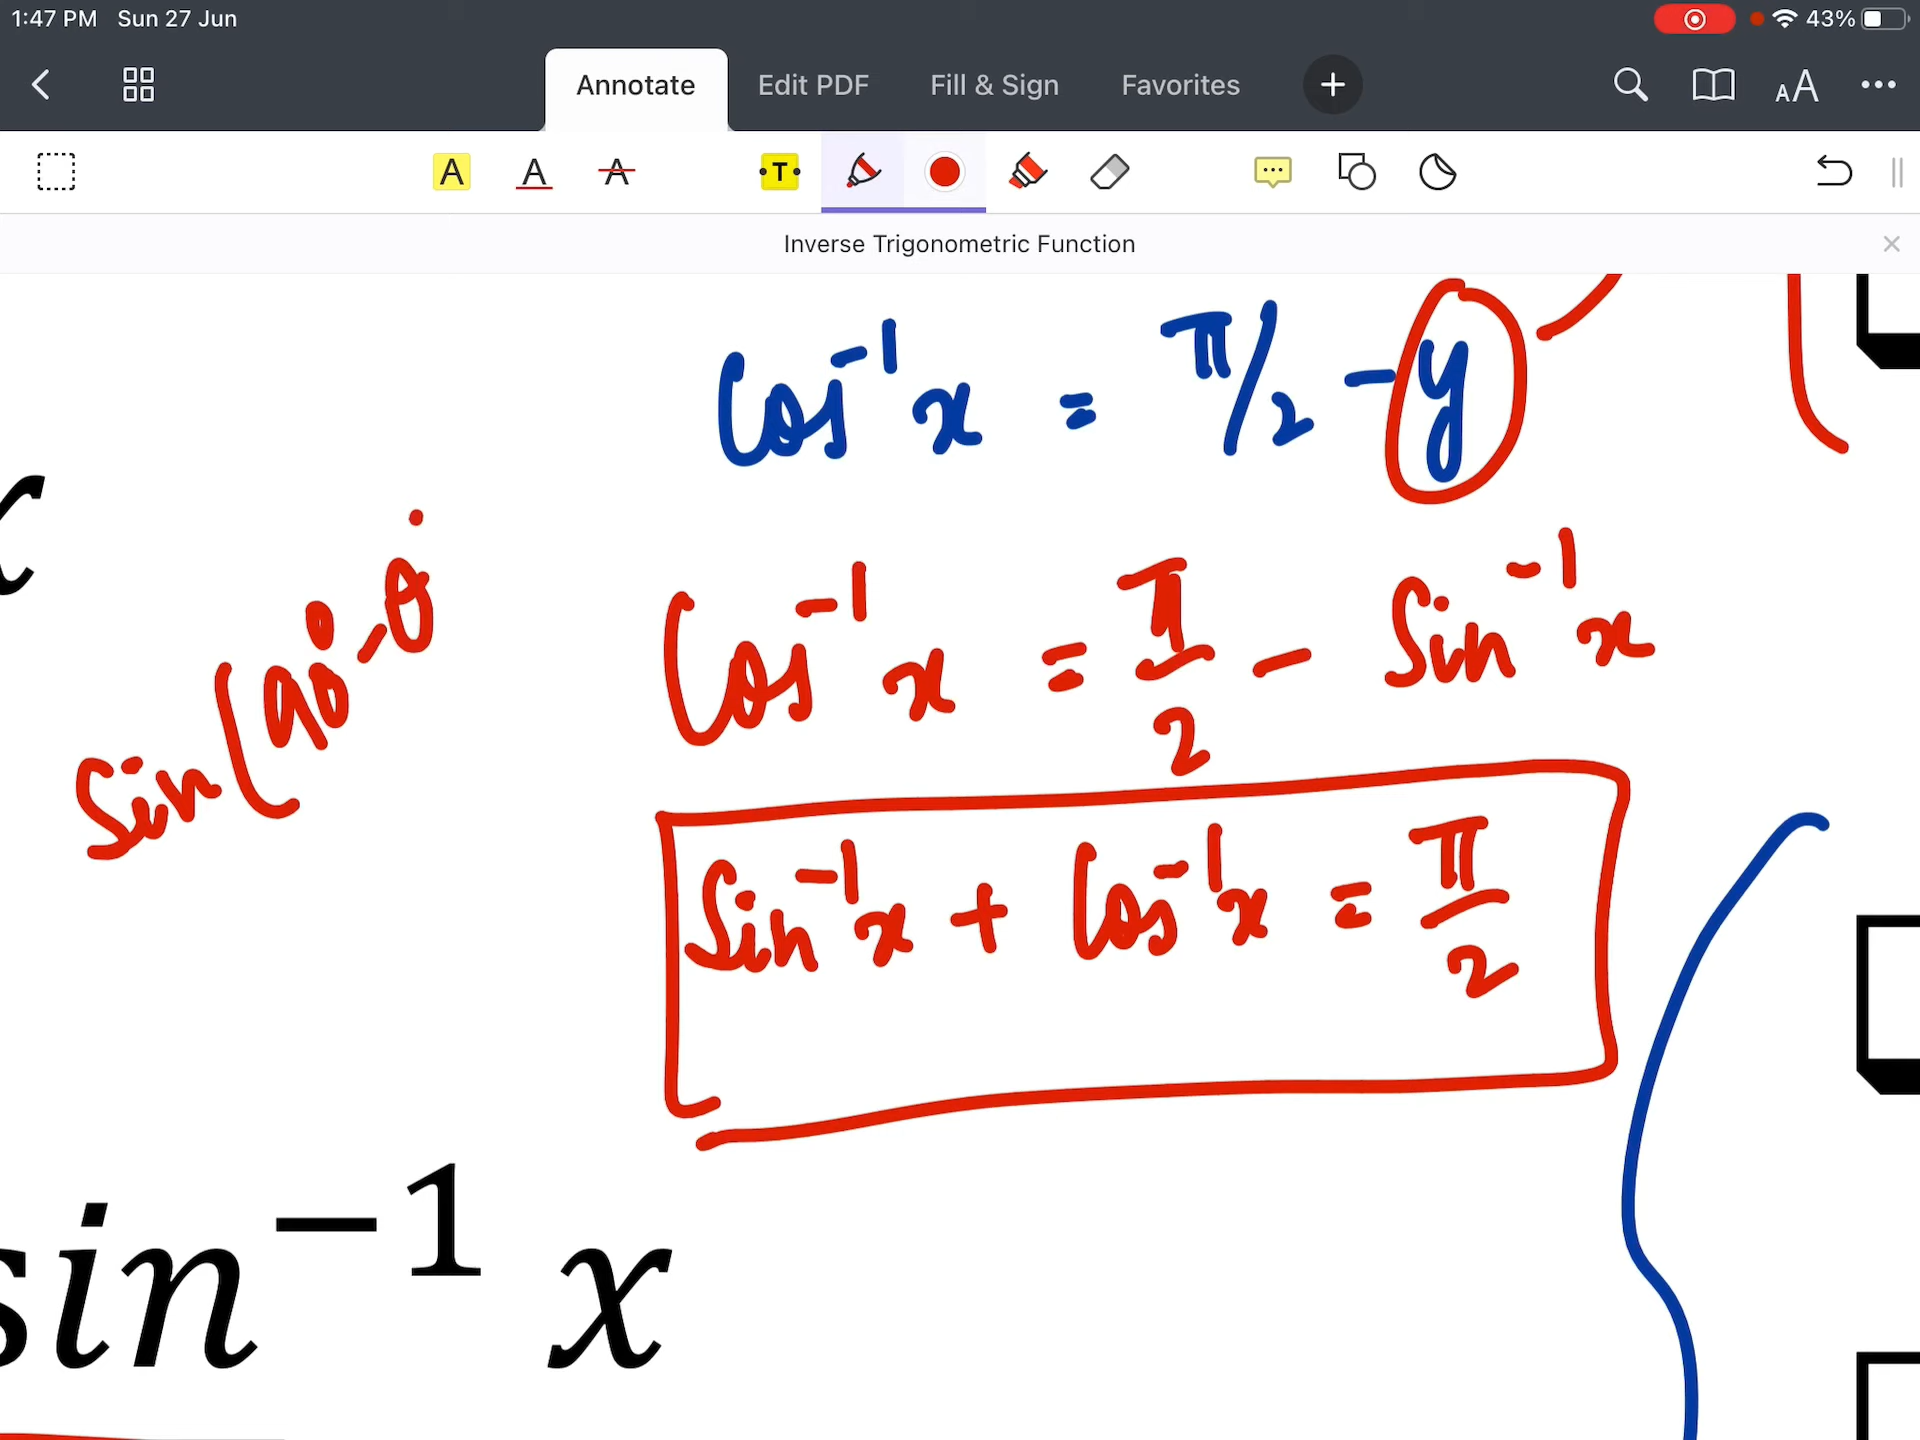 1:47 PM Sun 27 Jun 43%
Annotate Edit PDF Fill & Sign Favorites
A A A T AA
Inverse Trigonometric Function
Cos⁻¹x = π/2 - y
x
Sin(90°-θ
Cos⁻¹x = π/2 - Sin⁻¹x
Sin⁻¹x + Cos⁻¹x = π/2
sin⁻¹ x